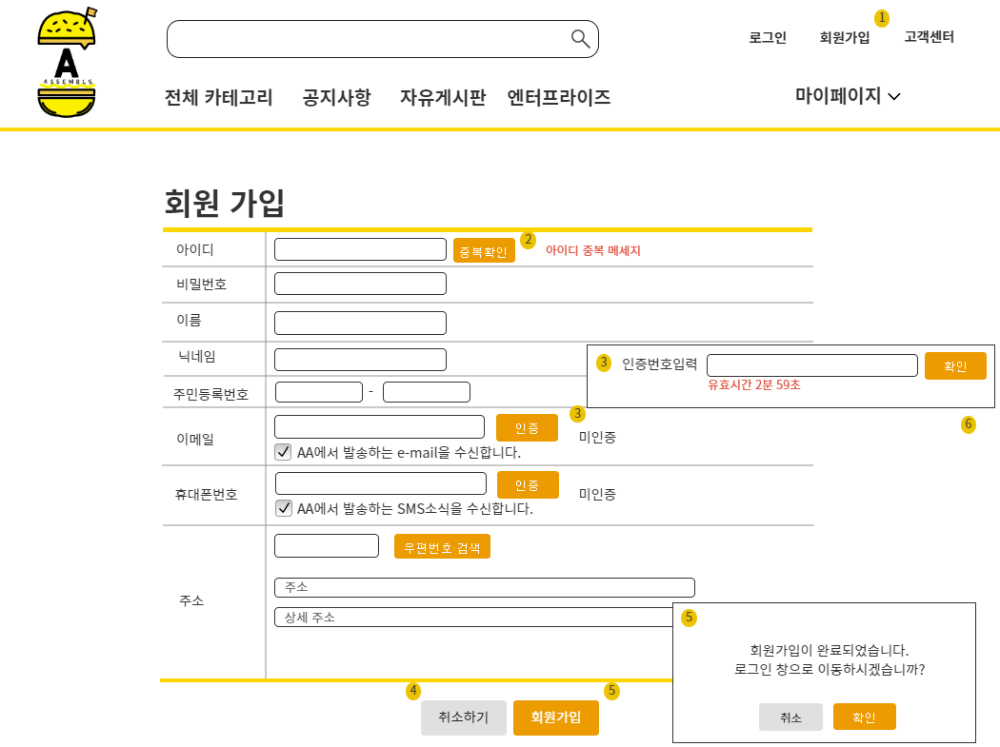 1
로그인 회원가입 고객센터
A
ASSEMBLE
전체 카테고리 공지사항 자유게시판 엔터프라이즈 마이페이지
회원 가입
아이디 중복확인 2 아이디 중복 메세지
비밀번호
이름
닉네임
3 인증번호입력 확인
유효시간 2분 59초
주민등록번호 -
이메일 인증 3 미인증
6
AA에서 발송하는 e-mail을 수신합니다.
휴대폰번호 인증 미인증
AA에서 발송하는 SMS소식을 수신합니다.
우편번호 검색
주소
주소
상세 주소
5
회원가입이 완료되었습니다.
로그인 창으로 이동하시겠습니까?
취소 확인
4 5
취소하기 회원가입